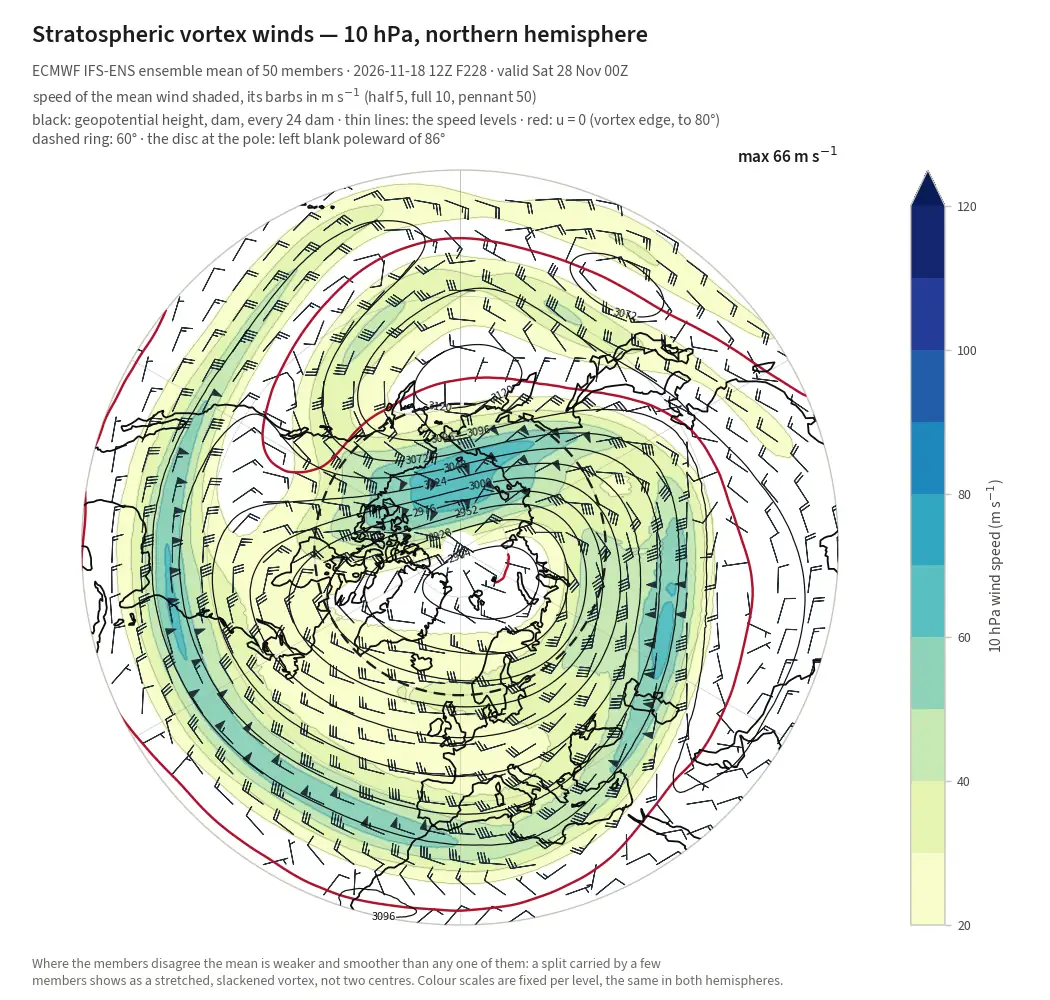 Stratospheric vortex winds — 10 hPa, northern hemisphere
ECMWF IFS-ENS ensemble mean of 50 members · 2026-11-18 12Z F228 · valid Sat 28 Nov 00Z
speed of the mean wind shaded, its barbs in m s⁻¹ (half 5, full 10, pennant 50)
black: geopotential height, dam, every 24 dam · thin lines: the speed levels · red: u = 0 (vortex edge, to 80°)
dashed ring: 60° · the disc at the pole: left blank poleward of 86°
max 66 m s⁻¹
120
100
80
60
40
20
10 hPa wind speed (m s⁻¹)
3072
3120
3120
3096
3072
3000
2952
3096
Where the members disagree the mean is weaker and smoother than any one of them: a split carried by a few
members shows as a stretched, slackened vortex, not two centres. Colour scales are fixed per level, the same in both hemispheres.